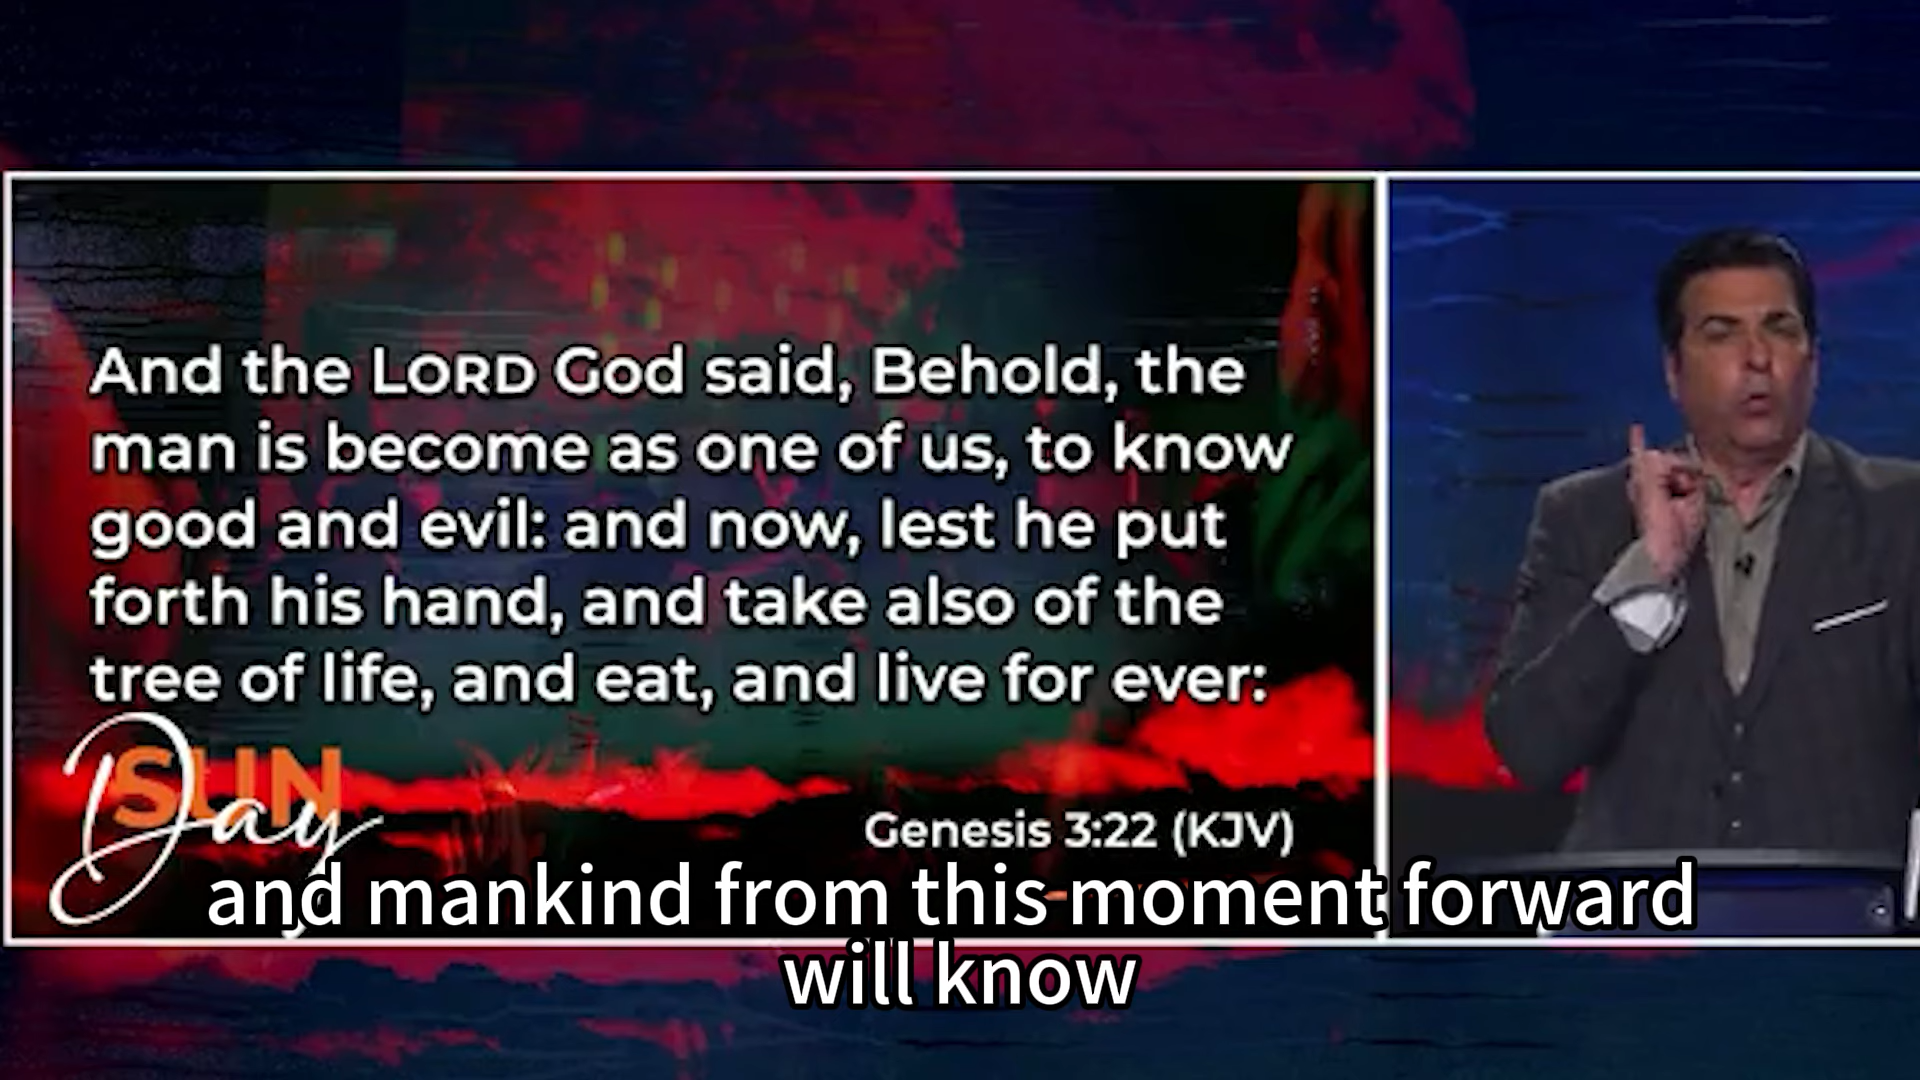 And the LORD God said, Behold, the
man is become as one of us, to know
good and evil: and now, lest he put
forth his hand, and take also of the
tree of life, and eat, and live for ever:
SUN
Day
Genesis 3:22 (KJV)
and mankind from this moment forward
will know